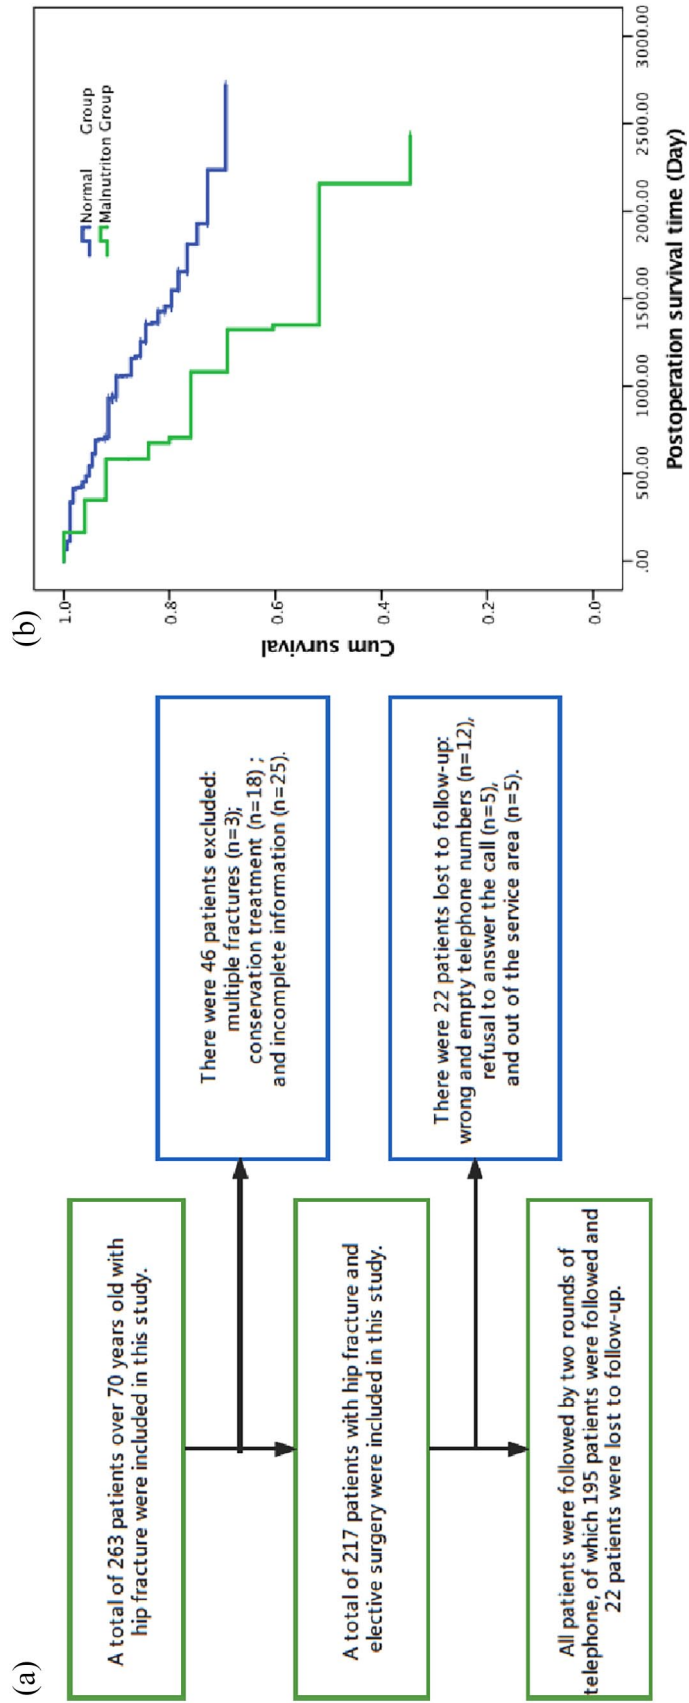 (a)
A total of 263 patients over 70 years old with
hip fracture were included in this study.
There were 46 patients excluded:
multiple fractures (n=3);
conservation treatment (n=18) ;
and incomplete information (n=25).
A total of 217 patients with hip fracture and
elective surgery were included in this study.
There were 22 patients lost to follow-up:
wrong and empty telephone numbers (n=12),
refusal to answer the call (n=5),
and out of the service area (n=5).
All patients were followed by two rounds of
telephone, of which 195 patients were followed and
22 patients were lost to follow-up.
(b)
Normal Group
Malnutriton Group
Cum survival
1.0
0.8
0.6
0.4
0.2
0.0
.00 500.00 1000.00 1500.00 2000.00 2500.00 3000.00
Postoperation survival time (Day)